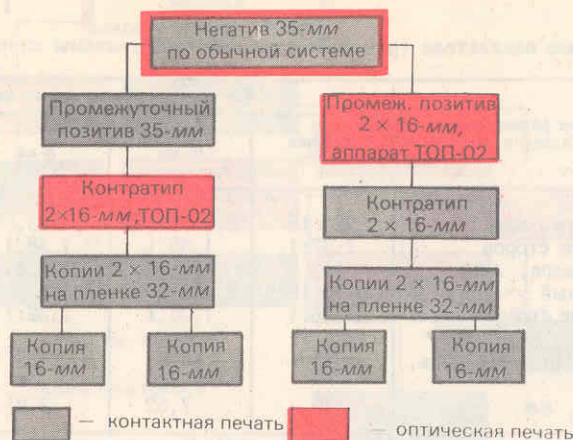 Негатив 35-мм
по обычной системе
Промежуточный
позитив 35-мм
Промеж. позитив
2 × 16-мм,
аппарат ТОП-02
Контратип
2×16-мм, ТОП-02
Контратип
2 × 16-мм
Копии 2 × 16-мм
на пленке 32-мм
Копии 2 × 16-мм
на пленке 32-мм
Копия
16-мм
Копия
16-мм
Копия
16-мм
Копия
16-мм
— контактная печать
— оптическая печать